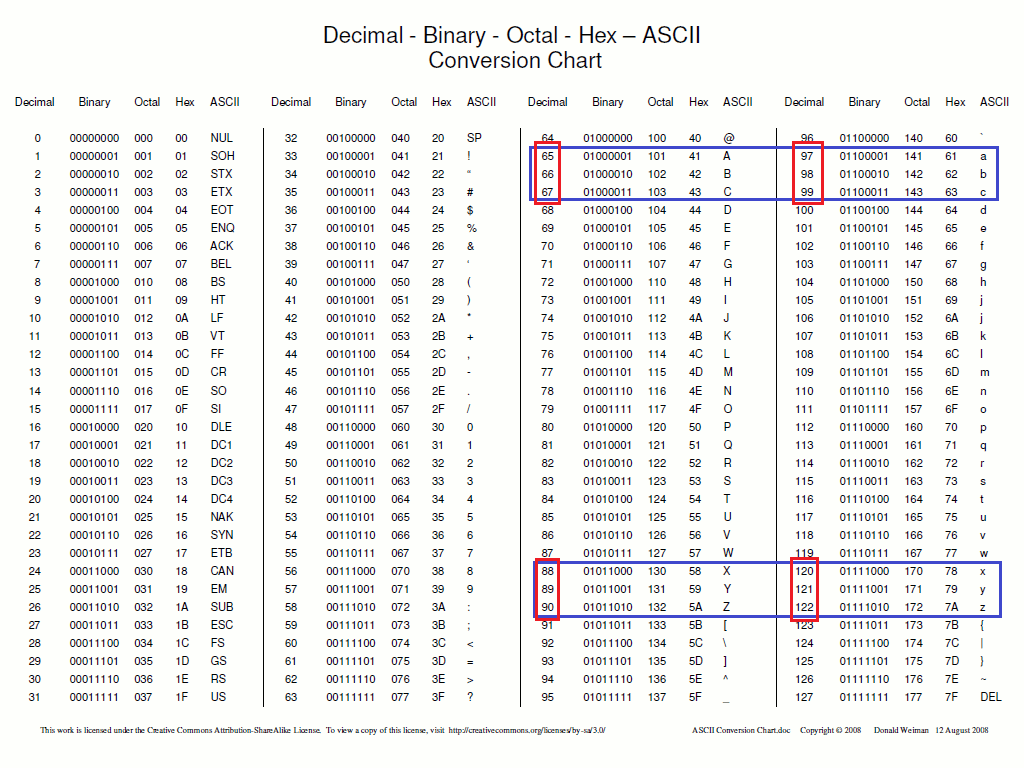 Decimal - Binary - Octal - Hex – ASCII
Conversion Chart
Decimal Binary Octal Hex ASCII Decimal Binary Octal Hex ASCII Decimal Binary Octal Hex ASCII Decimal Binary Octal Hex ASCII
0 00000000 000 00 NUL 32 00100000 040 20 SP 64 01000000 100 40 @ 96 01100000 140 60 `
1 00000001 001 01 SOH 33 00100001 041 21 ! 65 01000001 101 41 A 97 01100001 141 61 a
2 00000010 002 02 STX 34 00100010 042 22 “ 66 01000010 102 42 B 98 01100010 142 62 b
3 00000011 003 03 ETX 35 00100011 043 23 # 67 01000011 103 43 C 99 01100011 143 63 c
4 00000100 004 04 EOT 36 00100100 044 24 $ 68 01000100 104 44 D 100 01100100 144 64 d
5 00000101 005 05 ENQ 37 00100101 045 25 % 69 01000101 105 45 E 101 01100101 145 65 e
6 00000110 006 06 ACK 38 00100110 046 26 & 70 01000110 106 46 F 102 01100110 146 66 f
7 00000111 007 07 BEL 39 00100111 047 27 ‘ 71 01000111 107 47 G 103 01100111 147 67 g
8 00001000 010 08 BS 40 00101000 050 28 ( 72 01001000 110 48 H 104 01101000 150 68 h
9 00001001 011 09 HT 41 00101001 051 29 ) 73 01001001 111 49 I 105 01101001 151 69 j
10 00001010 012 0A LF 42 00101010 052 2A * 74 01001010 112 4A J 106 01101010 152 6A j
11 00001011 013 0B VT 43 00101011 053 2B + 75 01001011 113 4B K 107 01101011 153 6B k
12 00001100 014 0C FF 44 00101100 054 2C , 76 01001100 114 4C L 108 01101100 154 6C l
13 00001101 015 0D CR 45 00101101 055 2D - 77 01001101 115 4D M 109 01101101 155 6D m
14 00001110 016 0E SO 46 00101110 056 2E . 78 01001110 116 4E N 110 01101110 156 6E n
15 00001111 017 0F SI 47 00101111 057 2F / 79 01001111 117 4F O 111 01101111 157 6F o
16 00010000 020 10 DLE 48 00110000 060 30 0 80 01010000 120 50 P 112 01110000 160 70 p
17 00010001 021 11 DC1 49 00110001 061 31 1 81 01010001 121 51 Q 113 01110001 161 71 q
18 00010010 022 12 DC2 50 00110010 062 32 2 82 01010010 122 52 R 114 01110010 162 72 r
19 00010011 023 13 DC3 51 00110011 063 33 3 83 01010011 123 53 S 115 01110011 163 73 s
20 00010100 024 14 DC4 52 00110100 064 34 4 84 01010100 124 54 T 116 01110100 164 74 t
21 00010101 025 15 NAK 53 00110101 065 35 5 85 01010101 125 55 U 117 01110101 165 75 u
22 00010110 026 16 SYN 54 00110110 066 36 6 86 01010110 126 56 V 118 01110110 166 76 v
23 00010111 027 17 ETB 55 00110111 067 37 7 87 01010111 127 57 W 119 01110111 167 77 w
24 00011000 030 18 CAN 56 00111000 070 38 8 88 01011000 130 58 X 120 01111000 170 78 x
25 00011001 031 19 EM 57 00111001 071 39 9 89 01011001 131 59 Y 121 01111001 171 79 y
26 00011010 032 1A SUB 58 00111010 072 3A : 90 01011010 132 5A Z 122 01111010 172 7A z
27 00011011 033 1B ESC 59 00111011 073 3B ; 91 01011011 133 5B [ 123 01111011 173 7B {
28 00011100 034 1C FS 60 00111100 074 3C < 92 01011100 134 5C \ 124 01111100 174 7C |
29 00011101 035 1D GS 61 00111101 075 3D = 93 01011101 135 5D ] 125 01111101 175 7D }
30 00011110 036 1E RS 62 00111110 076 3E > 94 01011110 136 5E ^ 126 01111110 176 7E ~
31 00011111 037 1F US 63 00111111 077 3F ? 95 01011111 137 5F _ 127 01111111 177 7F DEL
This work is licensed under the Creative Commons Attribution-ShareAlike License. To view a copy of this license, visit http://creativecommons.org/licenses/by-sa/3.0/ ASCII Conversion Chart.doc Copyright © 2008 Donald Weiman 12 August 2008